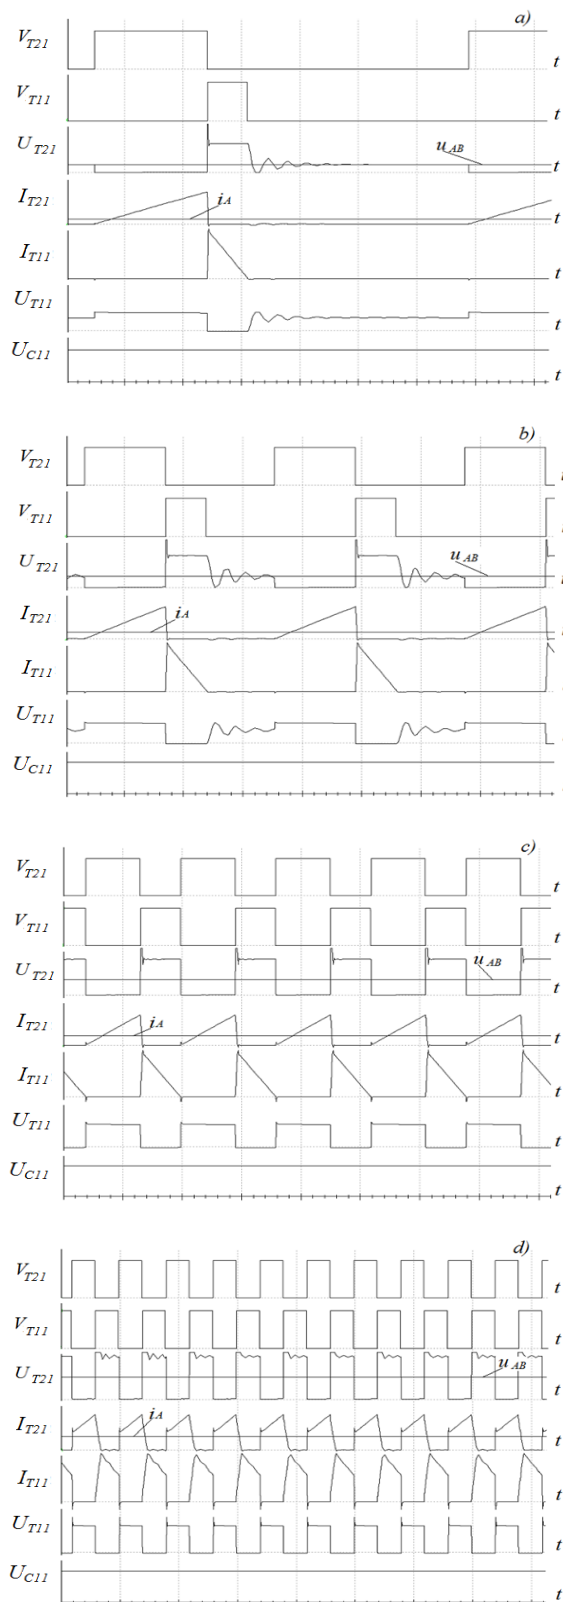 a)
V_T21 t
V_T11 t
U_T21 u_AB t
I_T21 i_A t
I_T11 t
U_T11 t
U_C11 t
b)
V_T21
V_T11
U_T21 u_AB
I_T21 i_A
I_T11
U_T11
U_C11
c)
V_T21 t
V_T11 t
U_T21 u_AB t
I_T21 i_A t
I_T11 t
U_T11 t
U_C11 t
d)
V_T21 t
V_T11 t
U_T21 u_AB t
I_T21 i_A t
I_T11 t
U_T11 t
U_C11 t